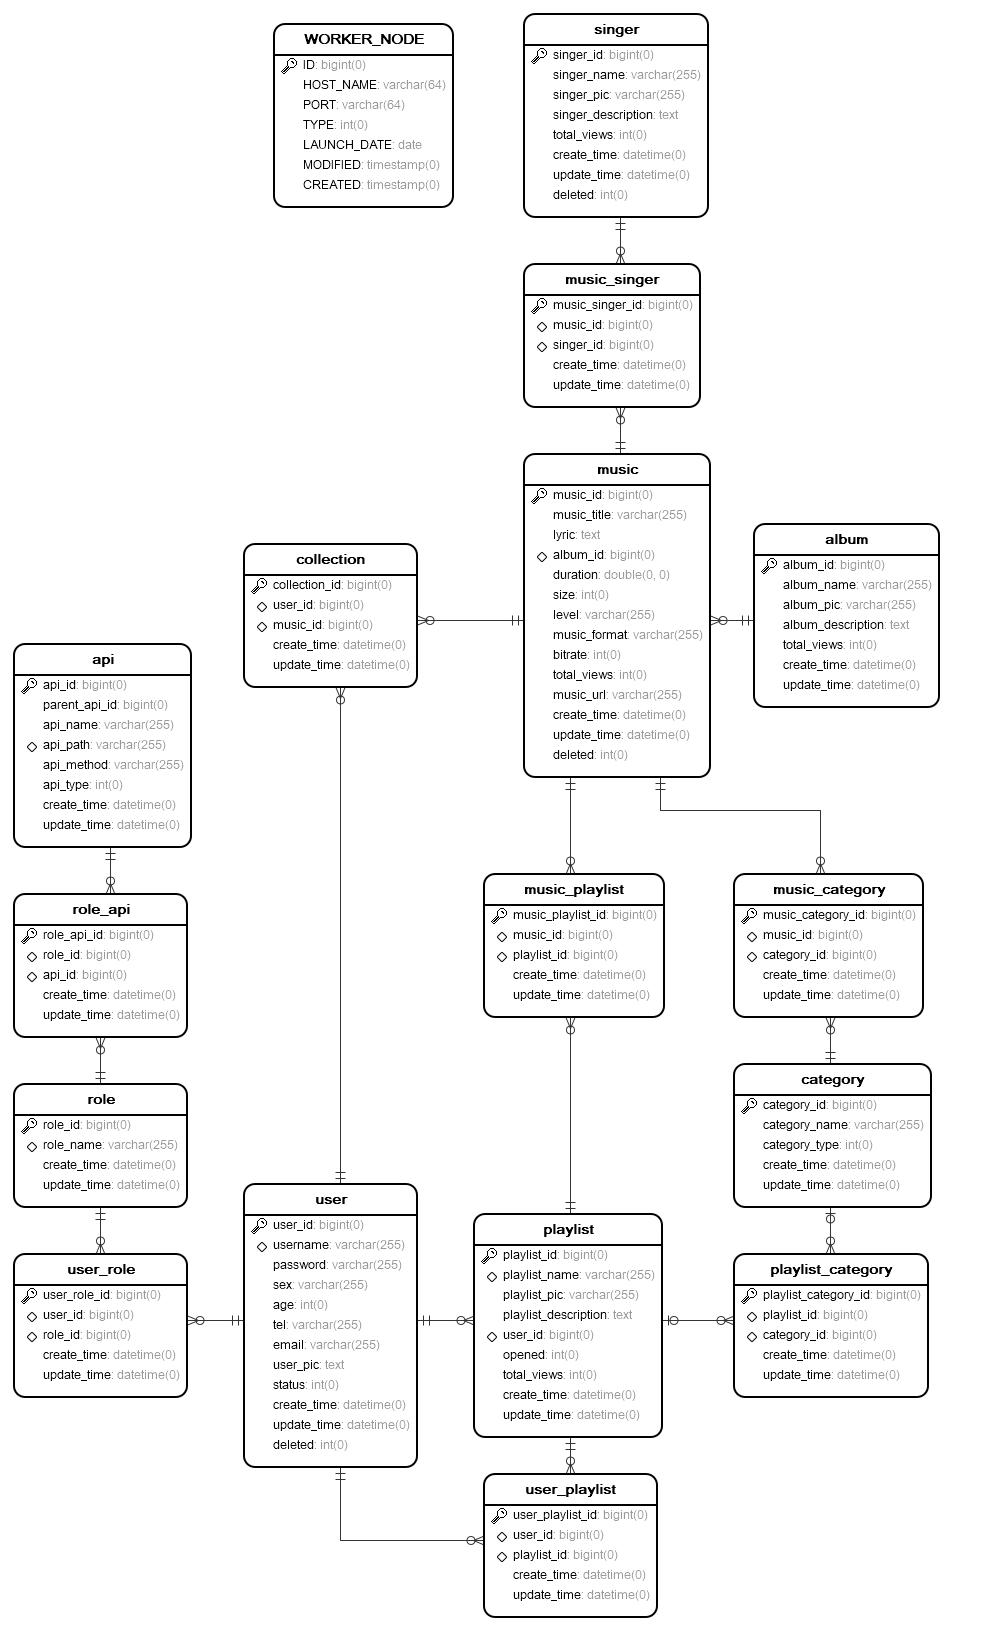 WORKER_NODE
ID: bigint(0)
HOST_NAME: varchar(64)
PORT: varchar(64)
TYPE: int(0)
LAUNCH_DATE: date
MODIFIED: timestamp(0)
CREATED: timestamp(0)
singer
singer_id: bigint(0)
singer_name: varchar(255)
singer_pic: varchar(255)
singer_description: text
total_views: int(0)
create_time: datetime(0)
update_time: datetime(0)
deleted: int(0)
music_singer
music_singer_id: bigint(0)
music_id: bigint(0)
singer_id: bigint(0)
create_time: datetime(0)
update_time: datetime(0)
music
music_id: bigint(0)
music_title: varchar(255)
lyric: text
album_id: bigint(0)
duration: double(0, 0)
size: int(0)
level: varchar(255)
music_format: varchar(255)
bitrate: int(0)
total_views: int(0)
music_url: varchar(255)
create_time: datetime(0)
update_time: datetime(0)
deleted: int(0)
album
album_id: bigint(0)
album_name: varchar(255)
album_pic: varchar(255)
album_description: text
total_views: int(0)
create_time: datetime(0)
update_time: datetime(0)
collection
collection_id: bigint(0)
user_id: bigint(0)
music_id: bigint(0)
create_time: datetime(0)
update_time: datetime(0)
api
api_id: bigint(0)
parent_api_id: bigint(0)
api_name: varchar(255)
api_path: varchar(255)
api_method: varchar(255)
api_type: int(0)
create_time: datetime(0)
update_time: datetime(0)
role_api
role_api_id: bigint(0)
role_id: bigint(0)
api_id: bigint(0)
create_time: datetime(0)
update_time: datetime(0)
music_playlist
music_playlist_id: bigint(0)
music_id: bigint(0)
playlist_id: bigint(0)
create_time: datetime(0)
update_time: datetime(0)
music_category
music_category_id: bigint(0)
music_id: bigint(0)
category_id: bigint(0)
create_time: datetime(0)
update_time: datetime(0)
role
role_id: bigint(0)
role_name: varchar(255)
create_time: datetime(0)
update_time: datetime(0)
category
category_id: bigint(0)
category_name: varchar(255)
category_type: int(0)
create_time: datetime(0)
update_time: datetime(0)
user_role
user_role_id: bigint(0)
user_id: bigint(0)
role_id: bigint(0)
create_time: datetime(0)
update_time: datetime(0)
user
user_id: bigint(0)
username: varchar(255)
password: varchar(255)
sex: varchar(255)
age: int(0)
tel: varchar(255)
email: varchar(255)
user_pic: text
status: int(0)
create_time: datetime(0)
update_time: datetime(0)
deleted: int(0)
playlist
playlist_id: bigint(0)
playlist_name: varchar(255)
playlist_pic: varchar(255)
playlist_description: text
user_id: bigint(0)
opened: int(0)
total_views: int(0)
create_time: datetime(0)
update_time: datetime(0)
playlist_category
playlist_category_id: bigint(0)
playlist_id: bigint(0)
category_id: bigint(0)
create_time: datetime(0)
update_time: datetime(0)
user_playlist
user_playlist_id: bigint(0)
user_id: bigint(0)
playlist_id: bigint(0)
create_time: datetime(0)
update_time: datetime(0)